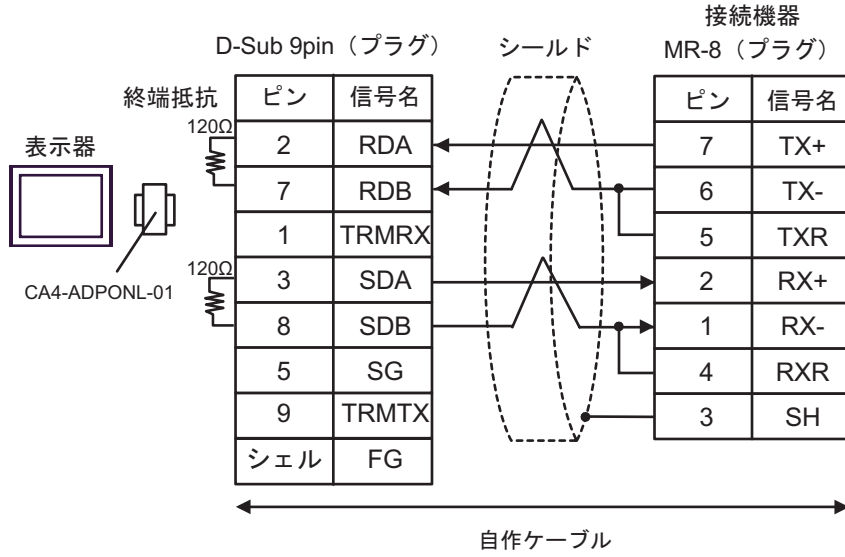 接続機器
D-Sub 9pin（プラグ）
シールド
MR-8（プラグ）
終端抵抗
ピン 信号名
ピン 信号名
表示器
120Ω
2 RDA
7 TX+
7 RDB
6 TX-
1 TRMRX
5 TXR
120Ω
3 SDA
2 RX+
CA4-ADPONL-01
8 SDB
1 RX-
5 SG
4 RXR
9 TRMTX
3 SH
シェル FG
自作ケーブル